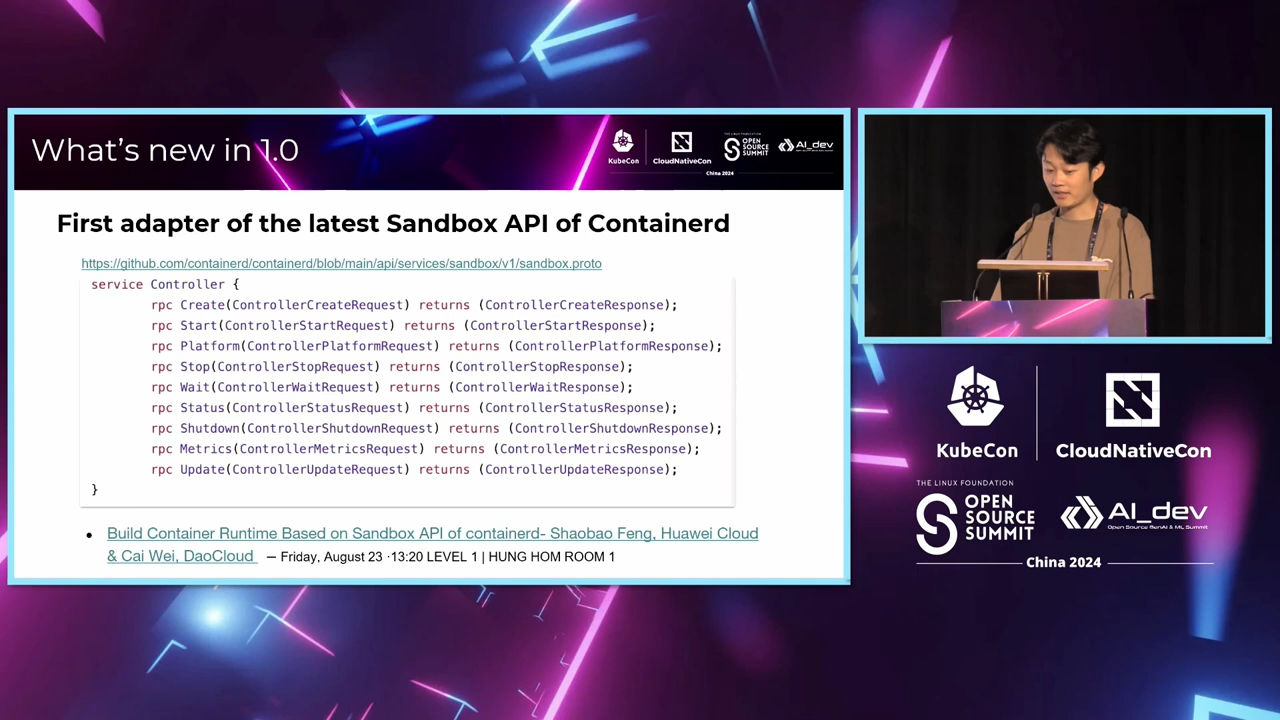 What's new in 1.0
KubeCon
CloudNativeCon
THE LINUX FOUNDATION
OPEN
SOURCE
SUMMIT
AI_dev
China 2024
First adapter of the latest Sandbox API of Containerd
https://github.com/containerd/containerd/blob/main/api/services/sandbox/v1/sandbox.proto
service Controller {
rpc Create(ControllerCreateRequest) returns (ControllerCreateResponse);
rpc Start(ControllerStartRequest) returns (ControllerStartResponse);
rpc Platform(ControllerPlatformRequest) returns (ControllerPlatformResponse);
rpc Stop(ControllerStopRequest) returns (ControllerStopResponse);
rpc Wait(ControllerWaitRequest) returns (ControllerWaitResponse);
rpc Status(ControllerStatusRequest) returns (ControllerStatusResponse);
rpc Shutdown(ControllerShutdownRequest) returns (ControllerShutdownResponse);
rpc Metrics(ControllerMetricsRequest) returns (ControllerMetricsResponse);
rpc Update(ControllerUpdateRequest) returns (ControllerUpdateResponse);
}
• Build Container Runtime Based on Sandbox API of containerd- Shaobao Feng, Huawei Cloud
& Cai Wei, DaoCloud — Friday, August 23 ·13:20 LEVEL 1 | HUNG HOM ROOM 1
KubeCon
CloudNativeCon
THE LINUX FOUNDATION
OPEN
SOURCE
SUMMIT
AI_dev
Open Source GenAI & ML Summit
China 2024